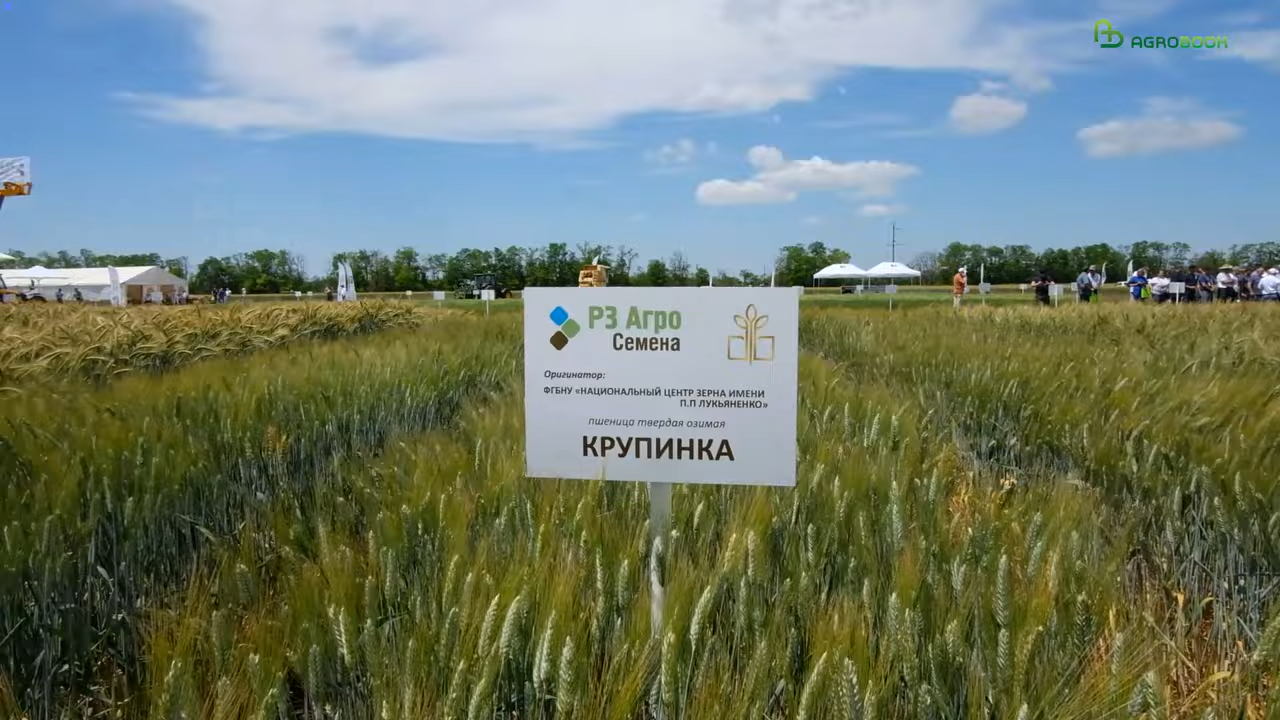 AGROBOOK
РЗ Агро
Семена
Оригинатор:
ФГБНУ «НАЦИОНАЛЬНЫЙ ЦЕНТР ЗЕРНА ИМЕНИ
П.П ЛУКЬЯНЕНКО»
пшеница твердая озимая
КРУПИНКА